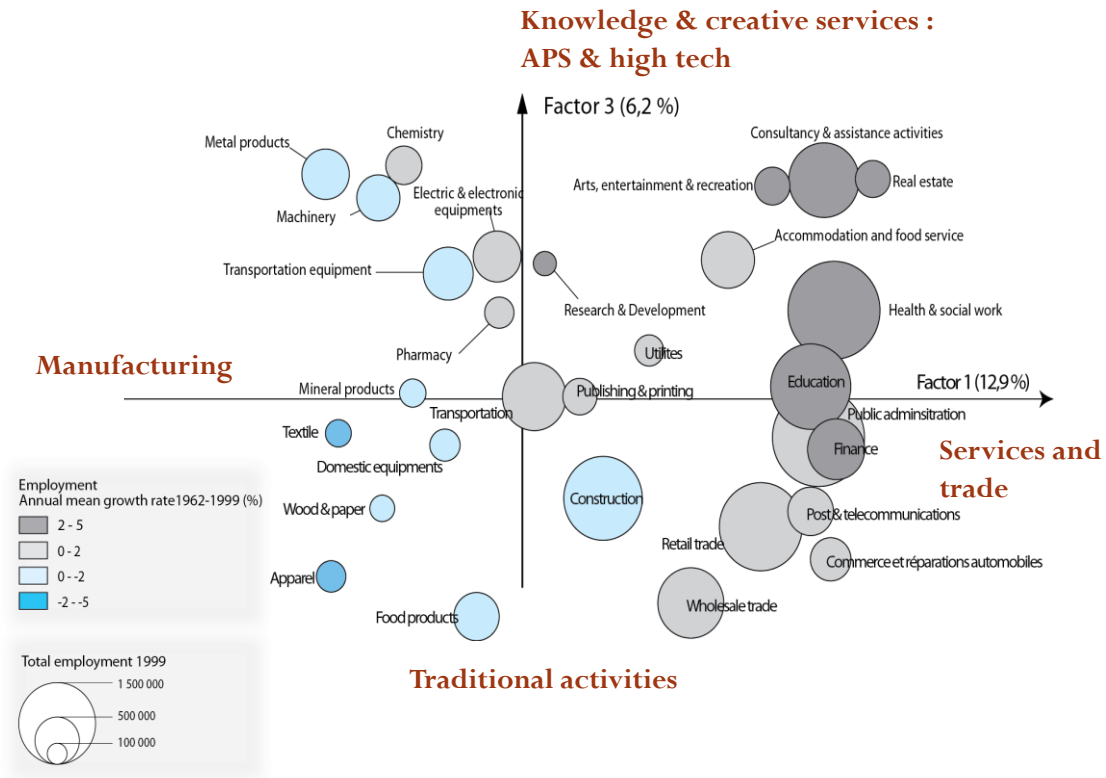 Knowledge & creative services :
APS & high tech
Factor 3 (6,2 %)
Metal products
Chemistry
Consultancy & assistance activities
Electric & electronic
equipments
Arts, entertainment & recreation
Real estate
Machinery
Accommodation and food service
Transportation equipment
Research & Development
Health & social work
Pharmacy
Utilites
Manufacturing
Mineral products
Publishing & printing
Education
Factor 1 (12,9 %)
Transportation
Public adminsitration
Textile
Domestic equipments
Finance
Services and
trade
Employment
Annual mean growth rate1962-1999 (%)
2 - 5
0 - 2
0 - -2
-2 - -5
Wood & paper
Construction
Post & telecommunications
Retail trade
Commerce et réparations automobiles
Apparel
Food products
Wholesale trade
Traditional activities
Total employment 1999
1 500 000
500 000
100 000